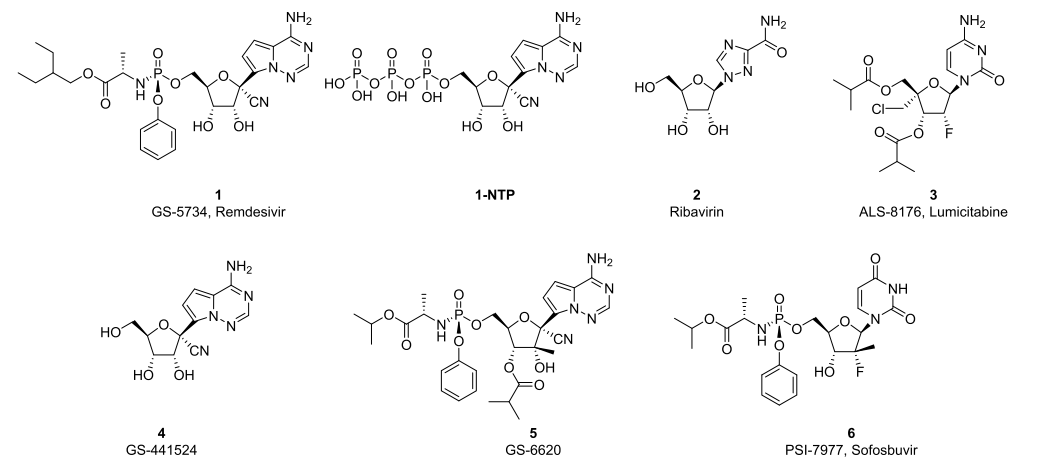 NH₂
O
O
N
H
P
O
O
O
O
N
N
N
CN
HO
OH
1
GS-5734, Remdesivir
NH₂
O
O
O
HO
P
O
P
O
P
O
OH
OH
OH
O
N
N
N
CN
HO
OH
1-NTP
NH₂
O
N
N
N
HO
O
HO
OH
2
Ribavirin
NH₂
N
N
O
O
O
O
Cl
O
O
F
3
ALS-8176, Lumicitabine
NH₂
N
N
N
HO
O
CN
HO
OH
4
GS-441524
NH₂
O
O
O
N
H
P
O
O
O
N
N
N
CN
O
OH
O
5
GS-6620
O
NH
N
O
O
O
O
N
H
P
O
O
O
HO
F
6
PSI-7977, Sofosbuvir